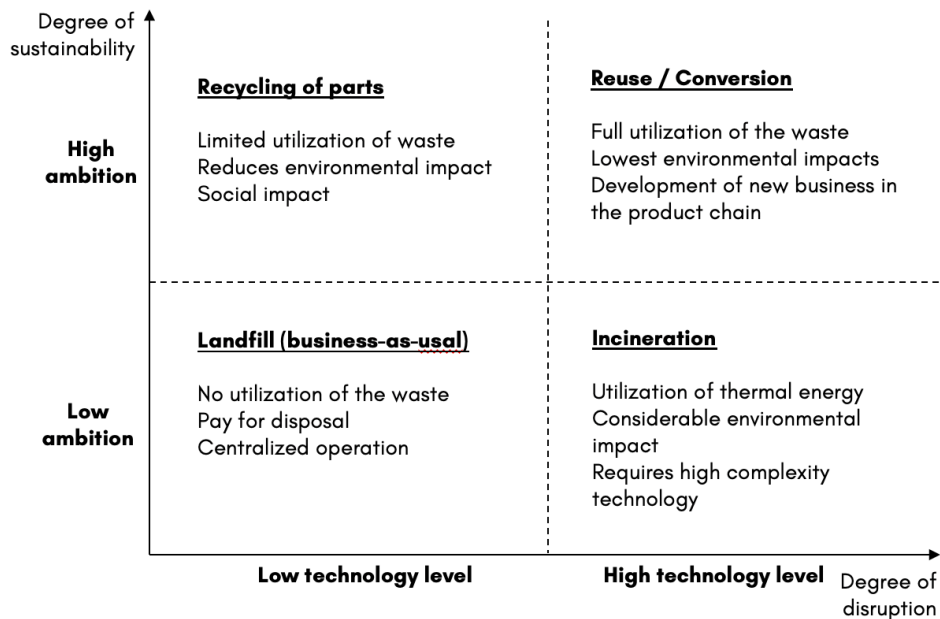 Degree of
sustainability
High
ambition
Recycling of parts
Limited utilization of waste
Reduces environmental impact
Social impact
Reuse / Conversion
Full utilization of the waste
Lowest environmental impacts
Development of new business in
the product chain
Low
ambition
Landfill (business-as-usal)
No utilization of the waste
Pay for disposal
Centralized operation
Incineration
Utilization of thermal energy
Considerable environmental
impact
Requires high complexity
technology
Low technology level
High technology level
Degree of
disruption